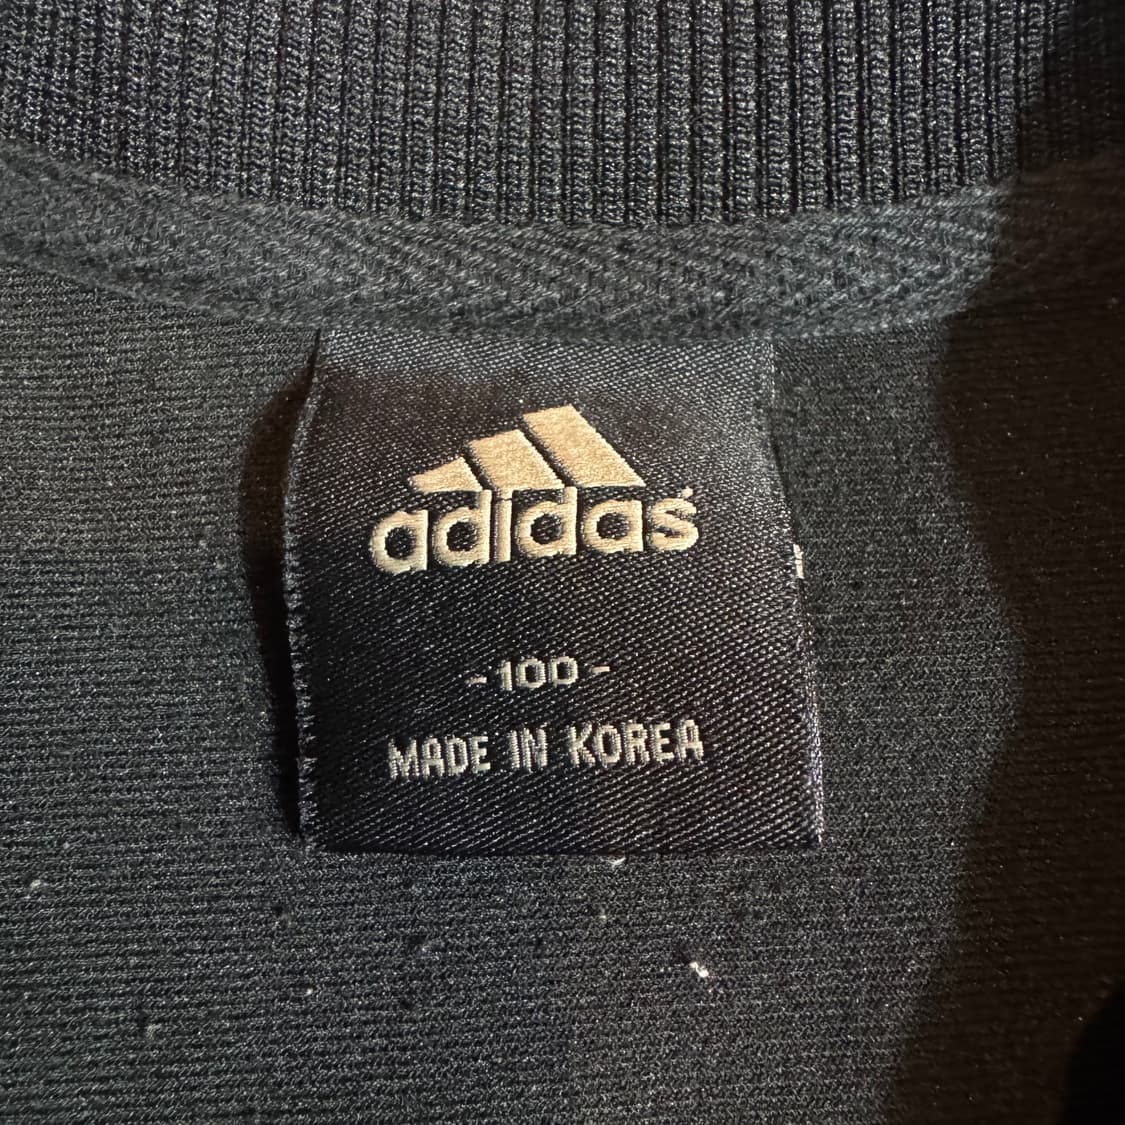 adidas
-100-
MADE IN KOREA